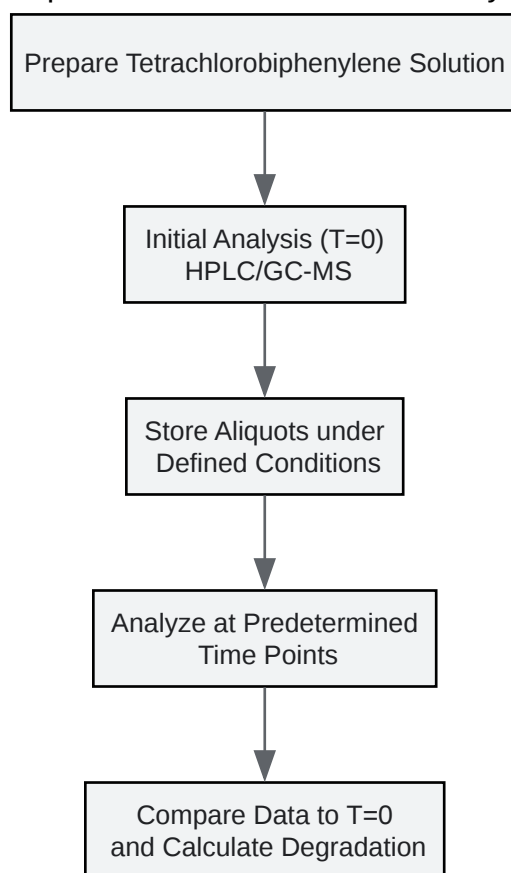 Prepare Tetrachlorobiphenylene Solution
Initial Analysis (T=0)
HPLC/GC-MS
Store Aliquots under
Defined Conditions
Analyze at Predetermined
Time Points
Compare Data to T=0
and Calculate Degradation